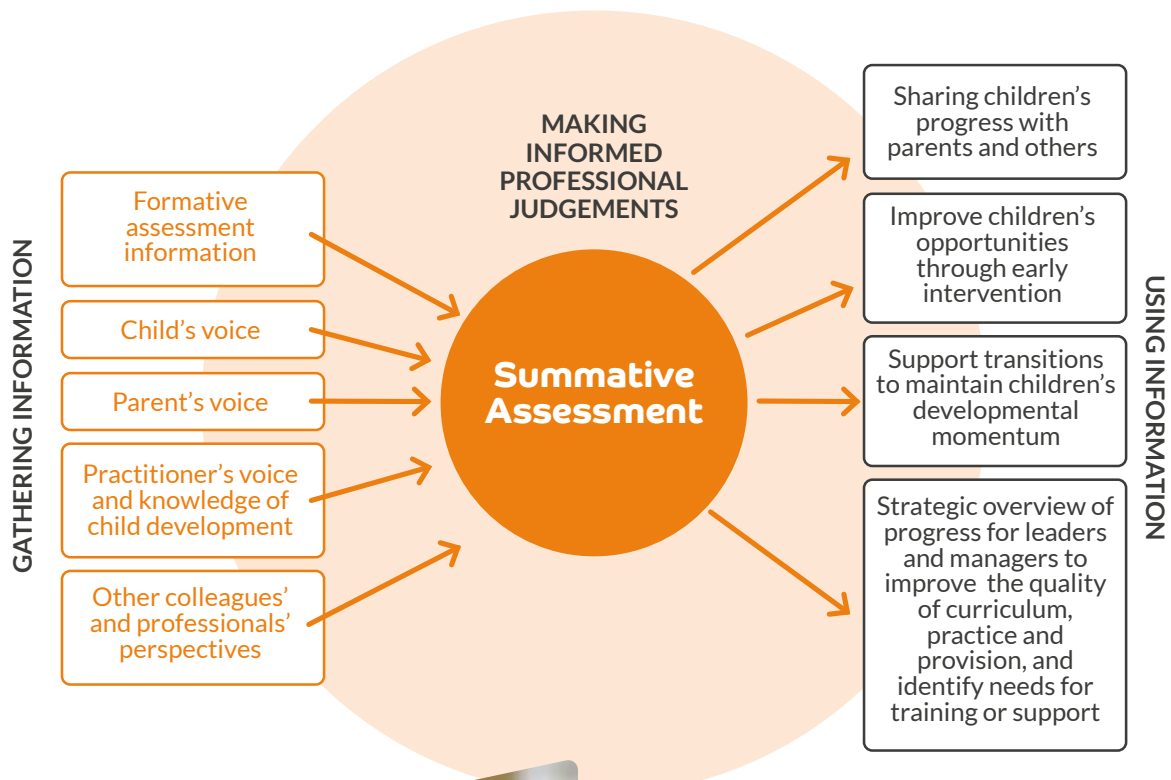 GATHERING INFORMATION
Formative
assessment
information
Child’s voice
Parent’s voice
Practitioner’s voice
and knowledge of
child development
Other colleagues’
and professionals’
perspectives
MAKING
INFORMED
PROFESSIONAL
JUDGEMENTS
Summative
Assessment
Sharing children’s
progress with
parents and others
Improve children’s
opportunities
through early
intervention
Support transitions
to maintain children’s
developmental
momentum
Strategic overview of
progress for leaders
and managers to
improve the quality
of curriculum,
practice and
provision, and
identify needs for
training or support
USING INFORMATION